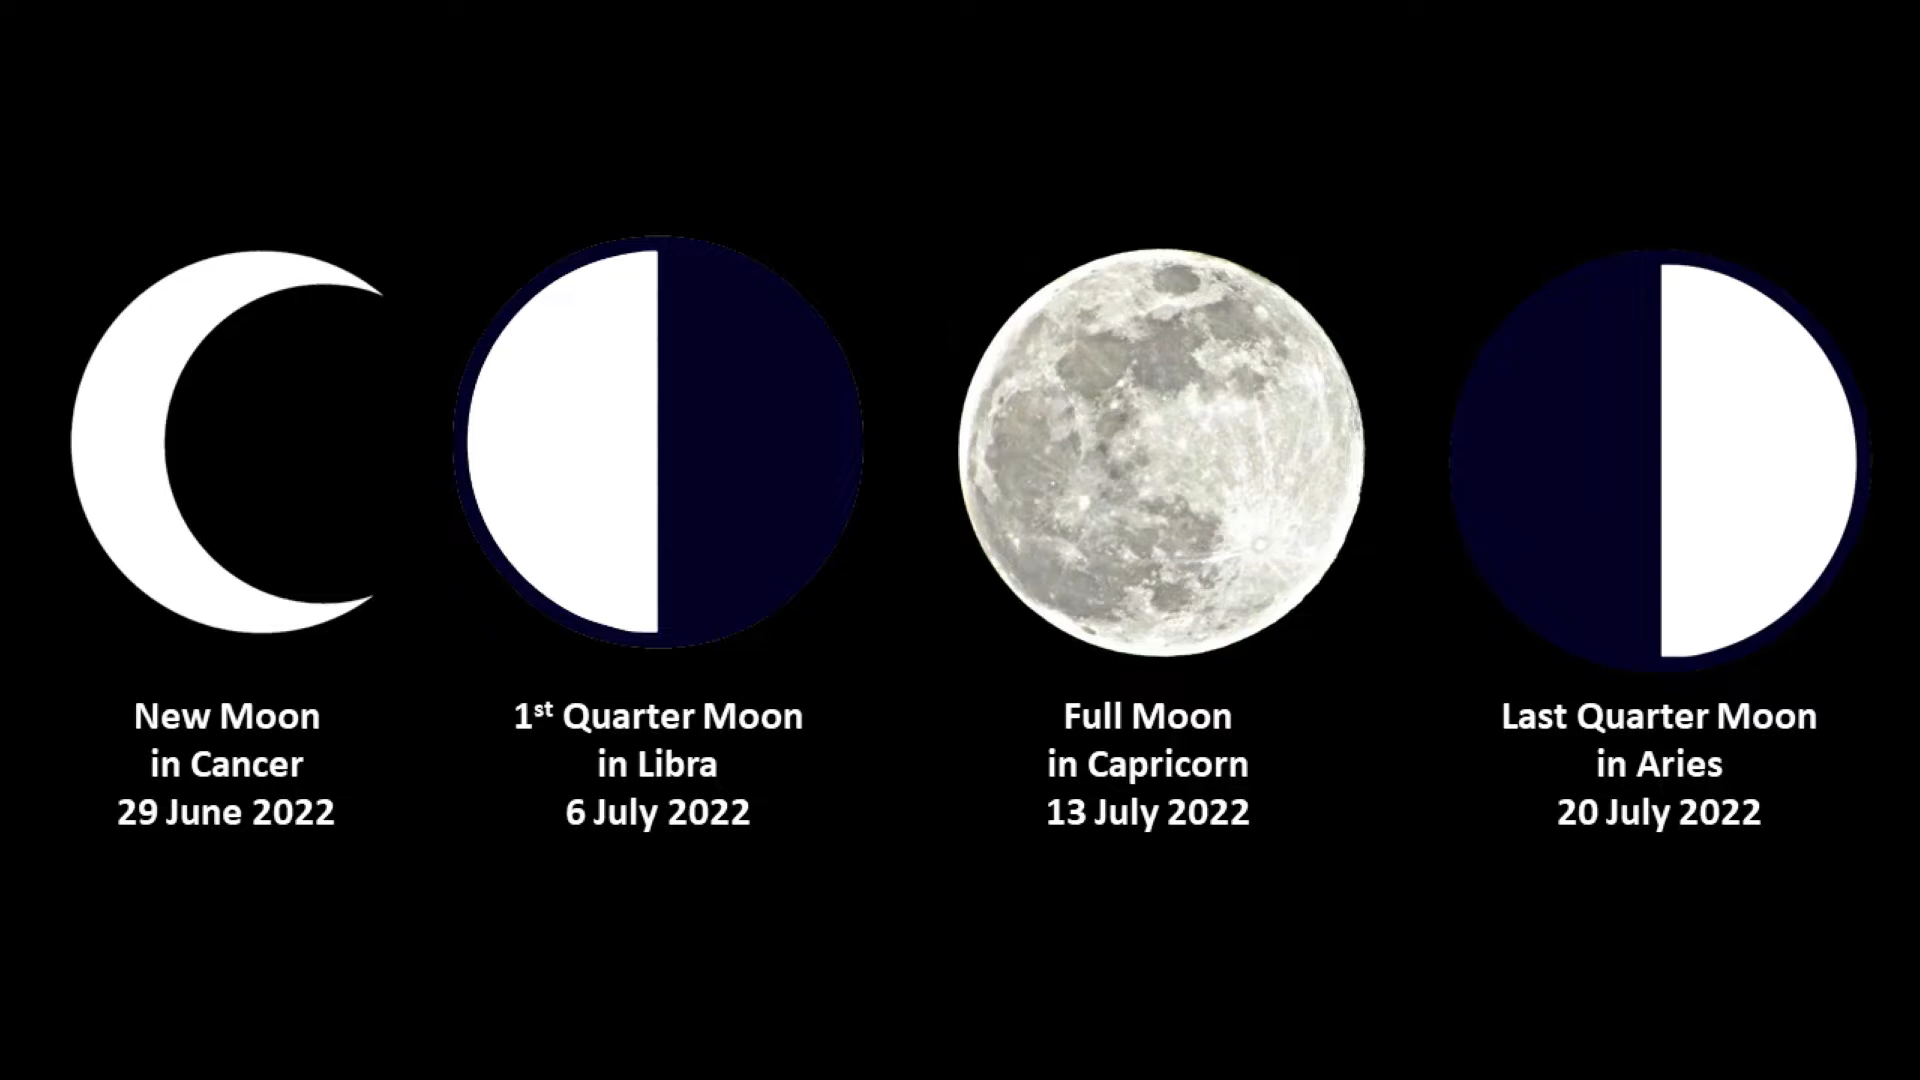 New Moon
in Cancer
29 June 2022
1st Quarter Moon
in Libra
6 July 2022
Full Moon
in Capricorn
13 July 2022
Last Quarter Moon
in Aries
20 July 2022